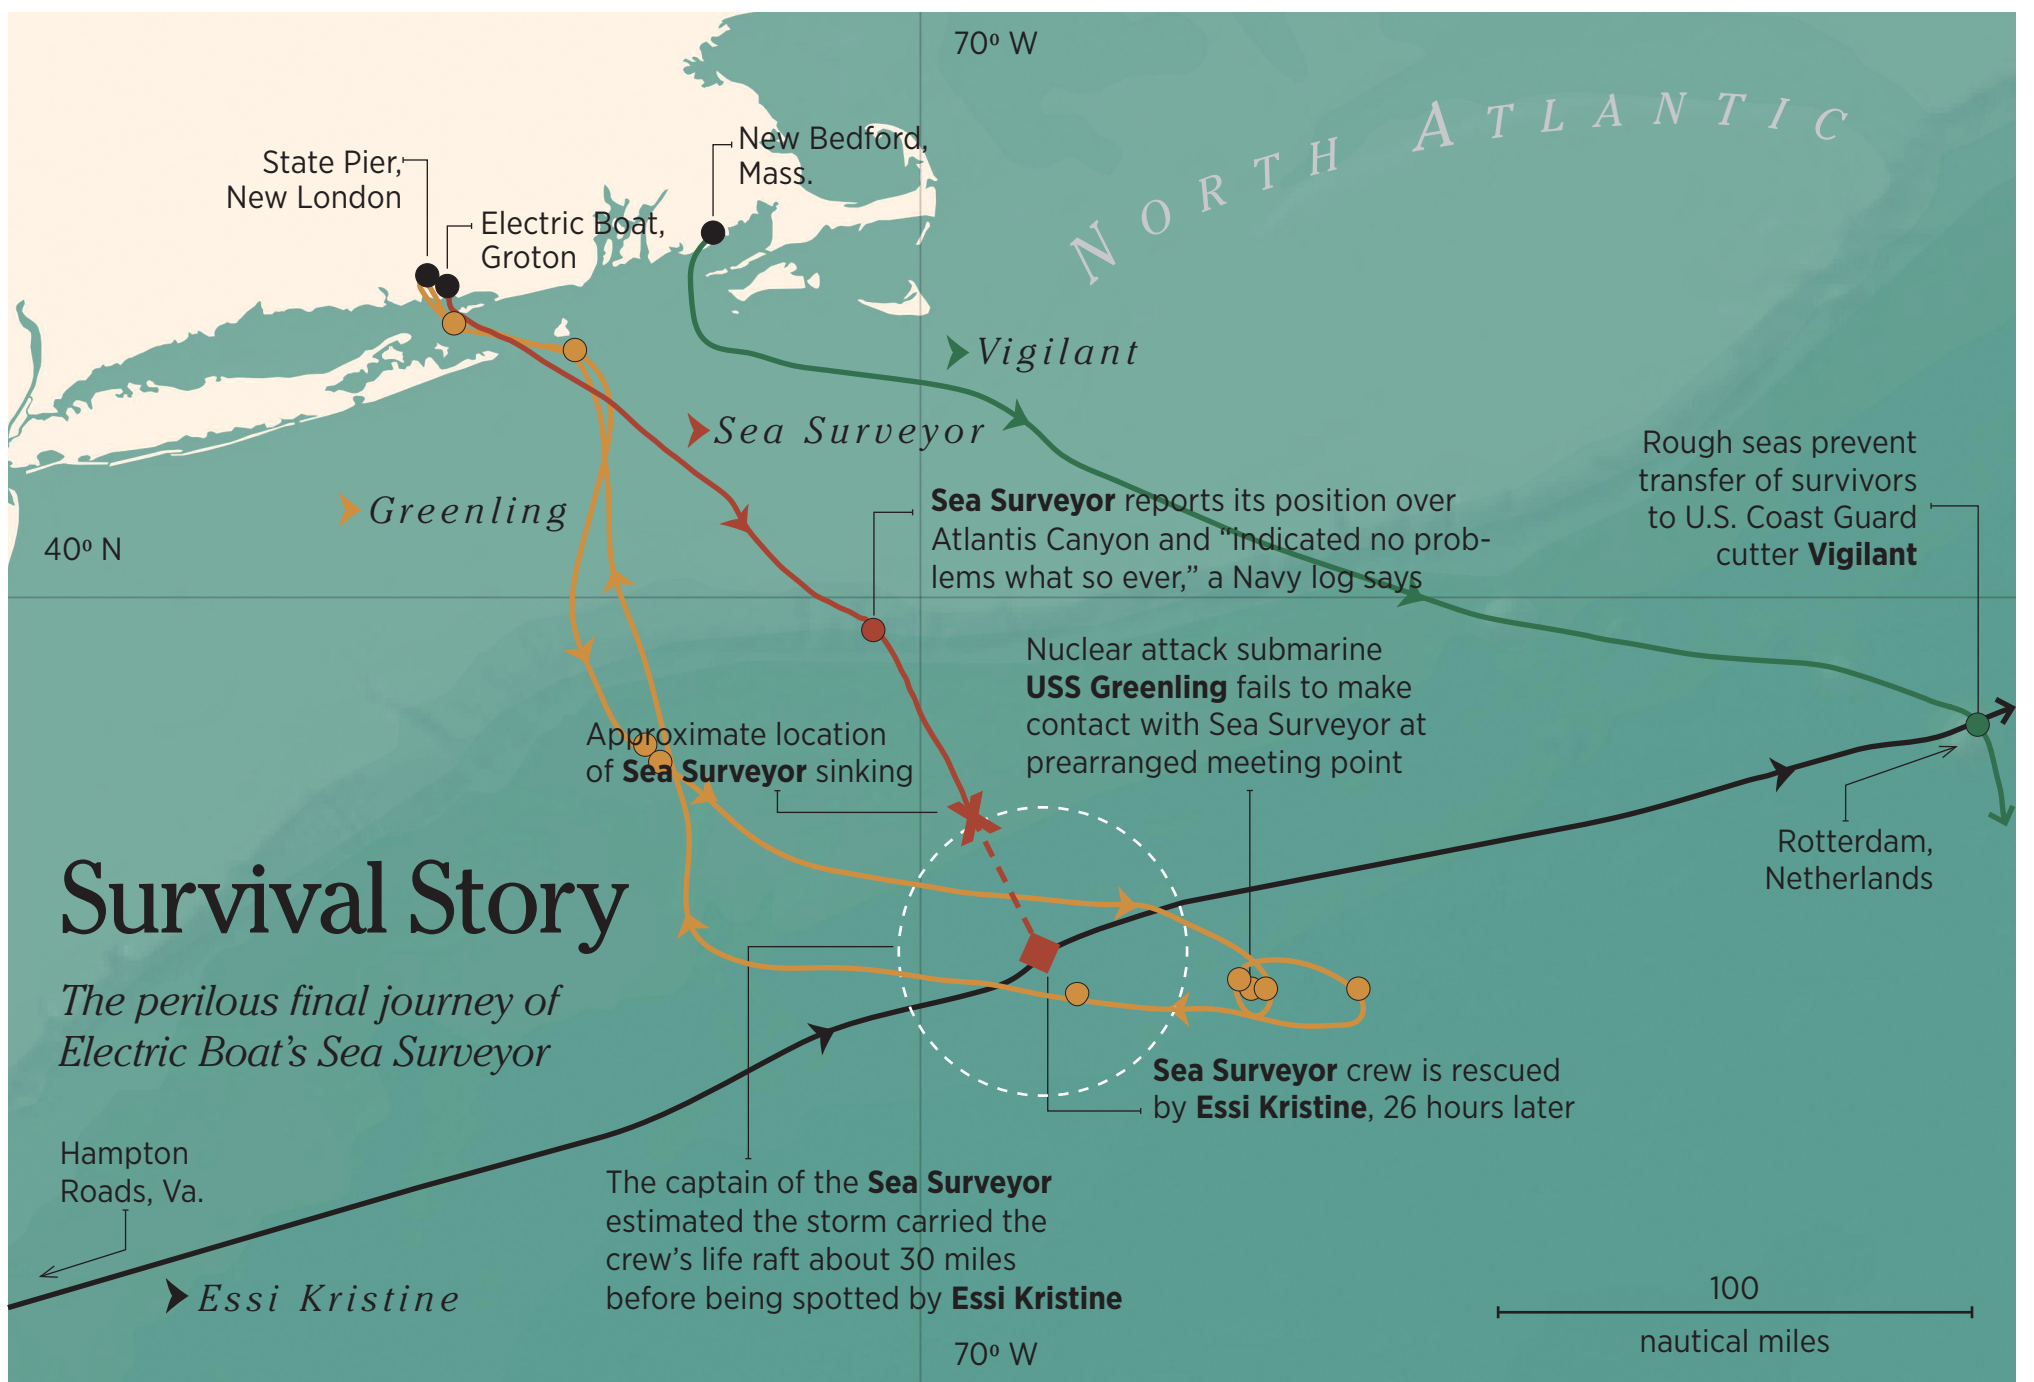 70º W
NORTH ATLANTIC
New Bedford,
Mass.
State Pier,
New London
Electric Boat,
Groton
Vigilant
Sea Surveyor
Greenling
40º N
Sea Surveyor reports its position over
Atlantis Canyon and “indicated no prob-
lems what so ever,” a Navy log says
Rough seas prevent
transfer of survivors
to U.S. Coast Guard
cutter Vigilant
Nuclear attack submarine
USS Greenling fails to make
contact with Sea Surveyor at
prearranged meeting point
Approximate location
of Sea Surveyor sinking
Rotterdam,
Netherlands
Survival Story
The perilous final journey of
Electric Boat’s Sea Surveyor
Sea Surveyor crew is rescued
by Essi Kristine, 26 hours later
Hampton
Roads, Va.
The captain of the Sea Surveyor
estimated the storm carried the
crew’s life raft about 30 miles
before being spotted by Essi Kristine
Essi Kristine
100
nautical miles
70º W